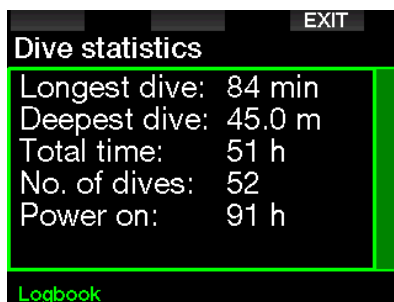 EXIT
Dive statistics
Longest dive: 84 min
Deepest dive: 45.0 m
Total time: 51 h
No. of dives: 52
Power on: 91 h
Logbook